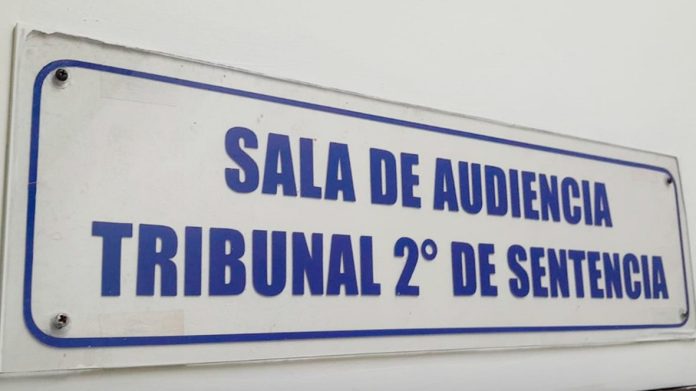 SALA DE AUDIENCIA
TRIBUNAL 2° DE SENTENCIA